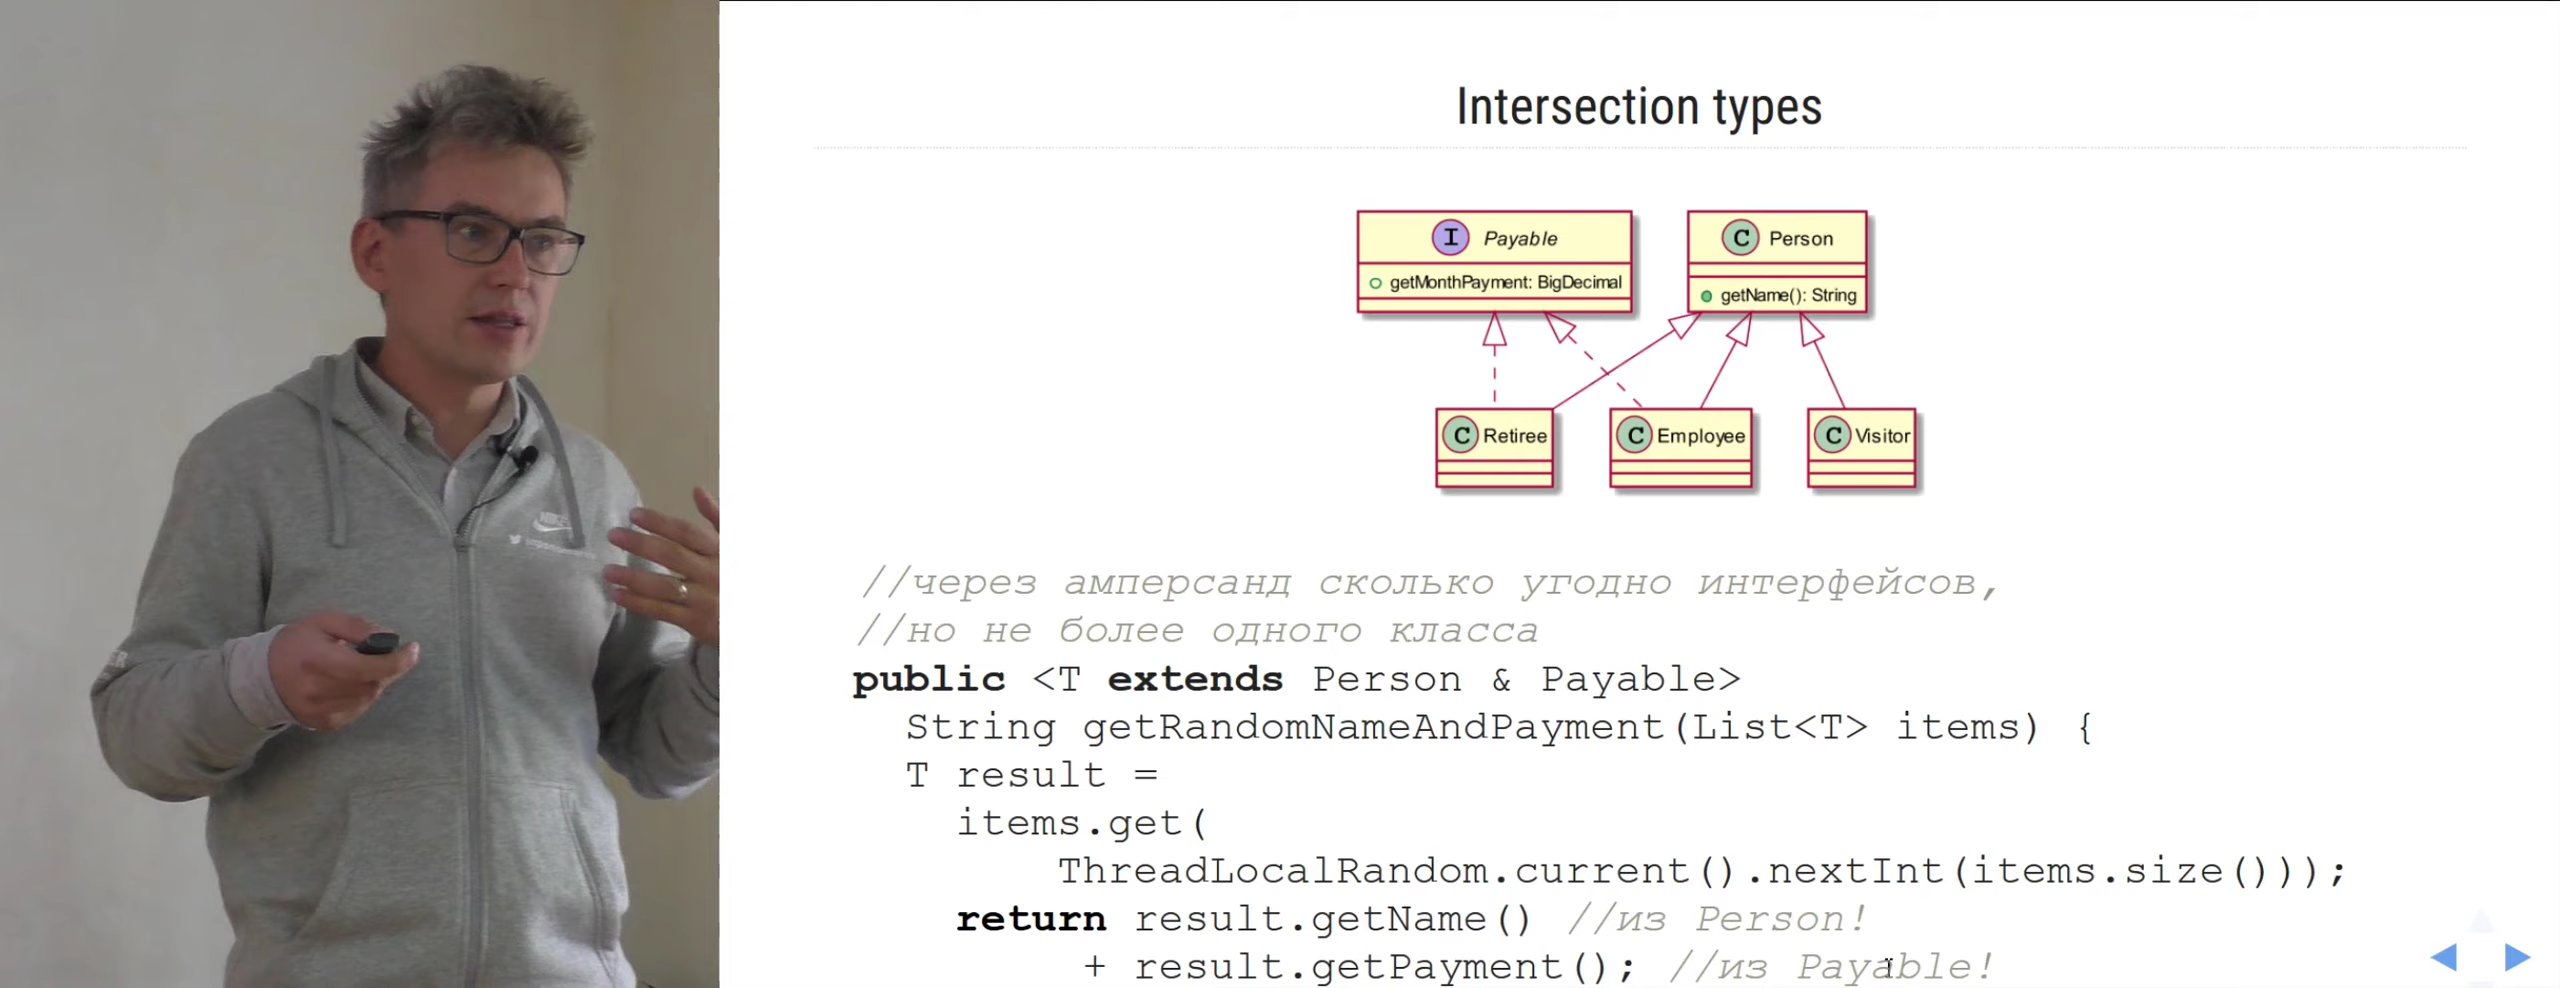 Intersection types
I Payable
getMonthPayment: BigDecimal
C Person
getName(): String
C Retiree
C Employee
C Visitor
//через амперсанд сколько угодно интерфейсов,
//но не более одного класса
public <T extends Person & Payable>
String getRandomNameAndPayment(List<T> items) {
T result =
items.get(
ThreadLocalRandom.current().nextInt(items.size()));
return result.getName() //из Person!
+ result.getPayment(); //из Payable!